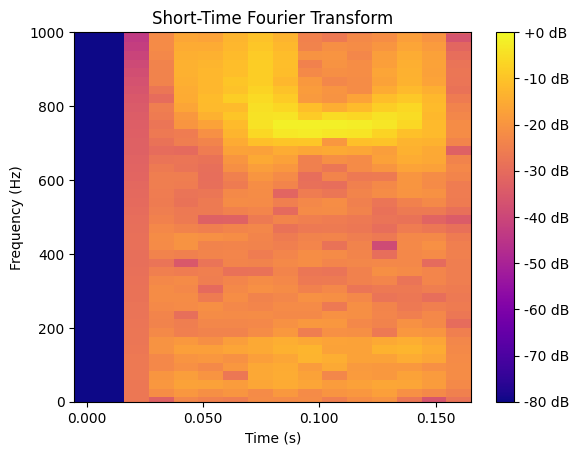 Short-Time Fourier Transform
1000
800
600
400
200
0
Frequency (Hz)
0.000
0.050
0.100
0.150
Time (s)
+0 dB
-10 dB
-20 dB
-30 dB
-40 dB
-50 dB
-60 dB
-70 dB
-80 dB